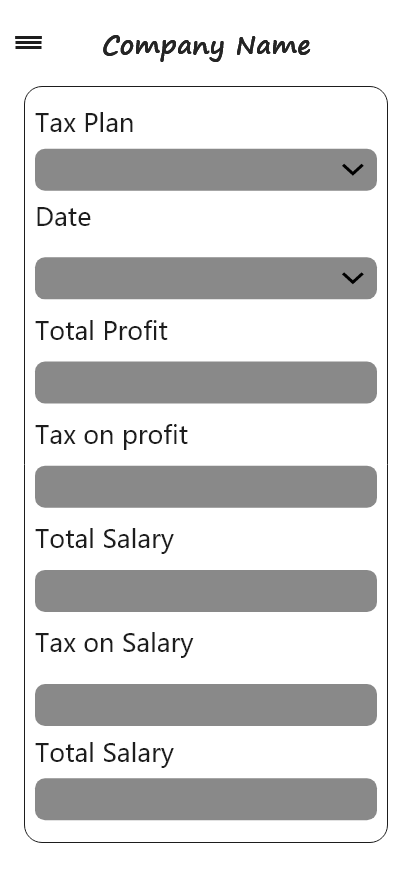 Company Name
Tax Plan
Date
Total Profit
Tax on profit
Total Salary
Tax on Salary
Total Salary